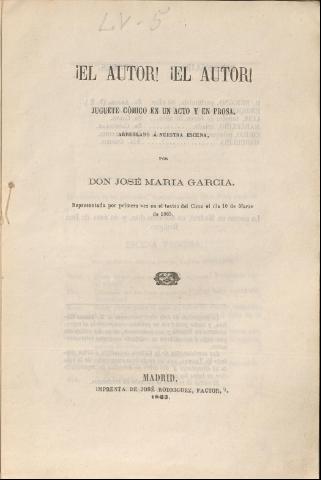 LV-5
¡EL AUTOR! ¡EL AUTOR!
JUGUETE CÓMICO EN UN ACTO Y EN PROSA,
ARREGLADO Á NUESTRA ESCENA,
POR
DON JOSÉ MARIA GARCIA.
Representada por primera vez en el teatro del Circo el dia 10 de Marzo
de 1863.
MADRID,
IMPRENTA DE JOSÉ RODRIGUEZ, FACTOR, 9.
1863.